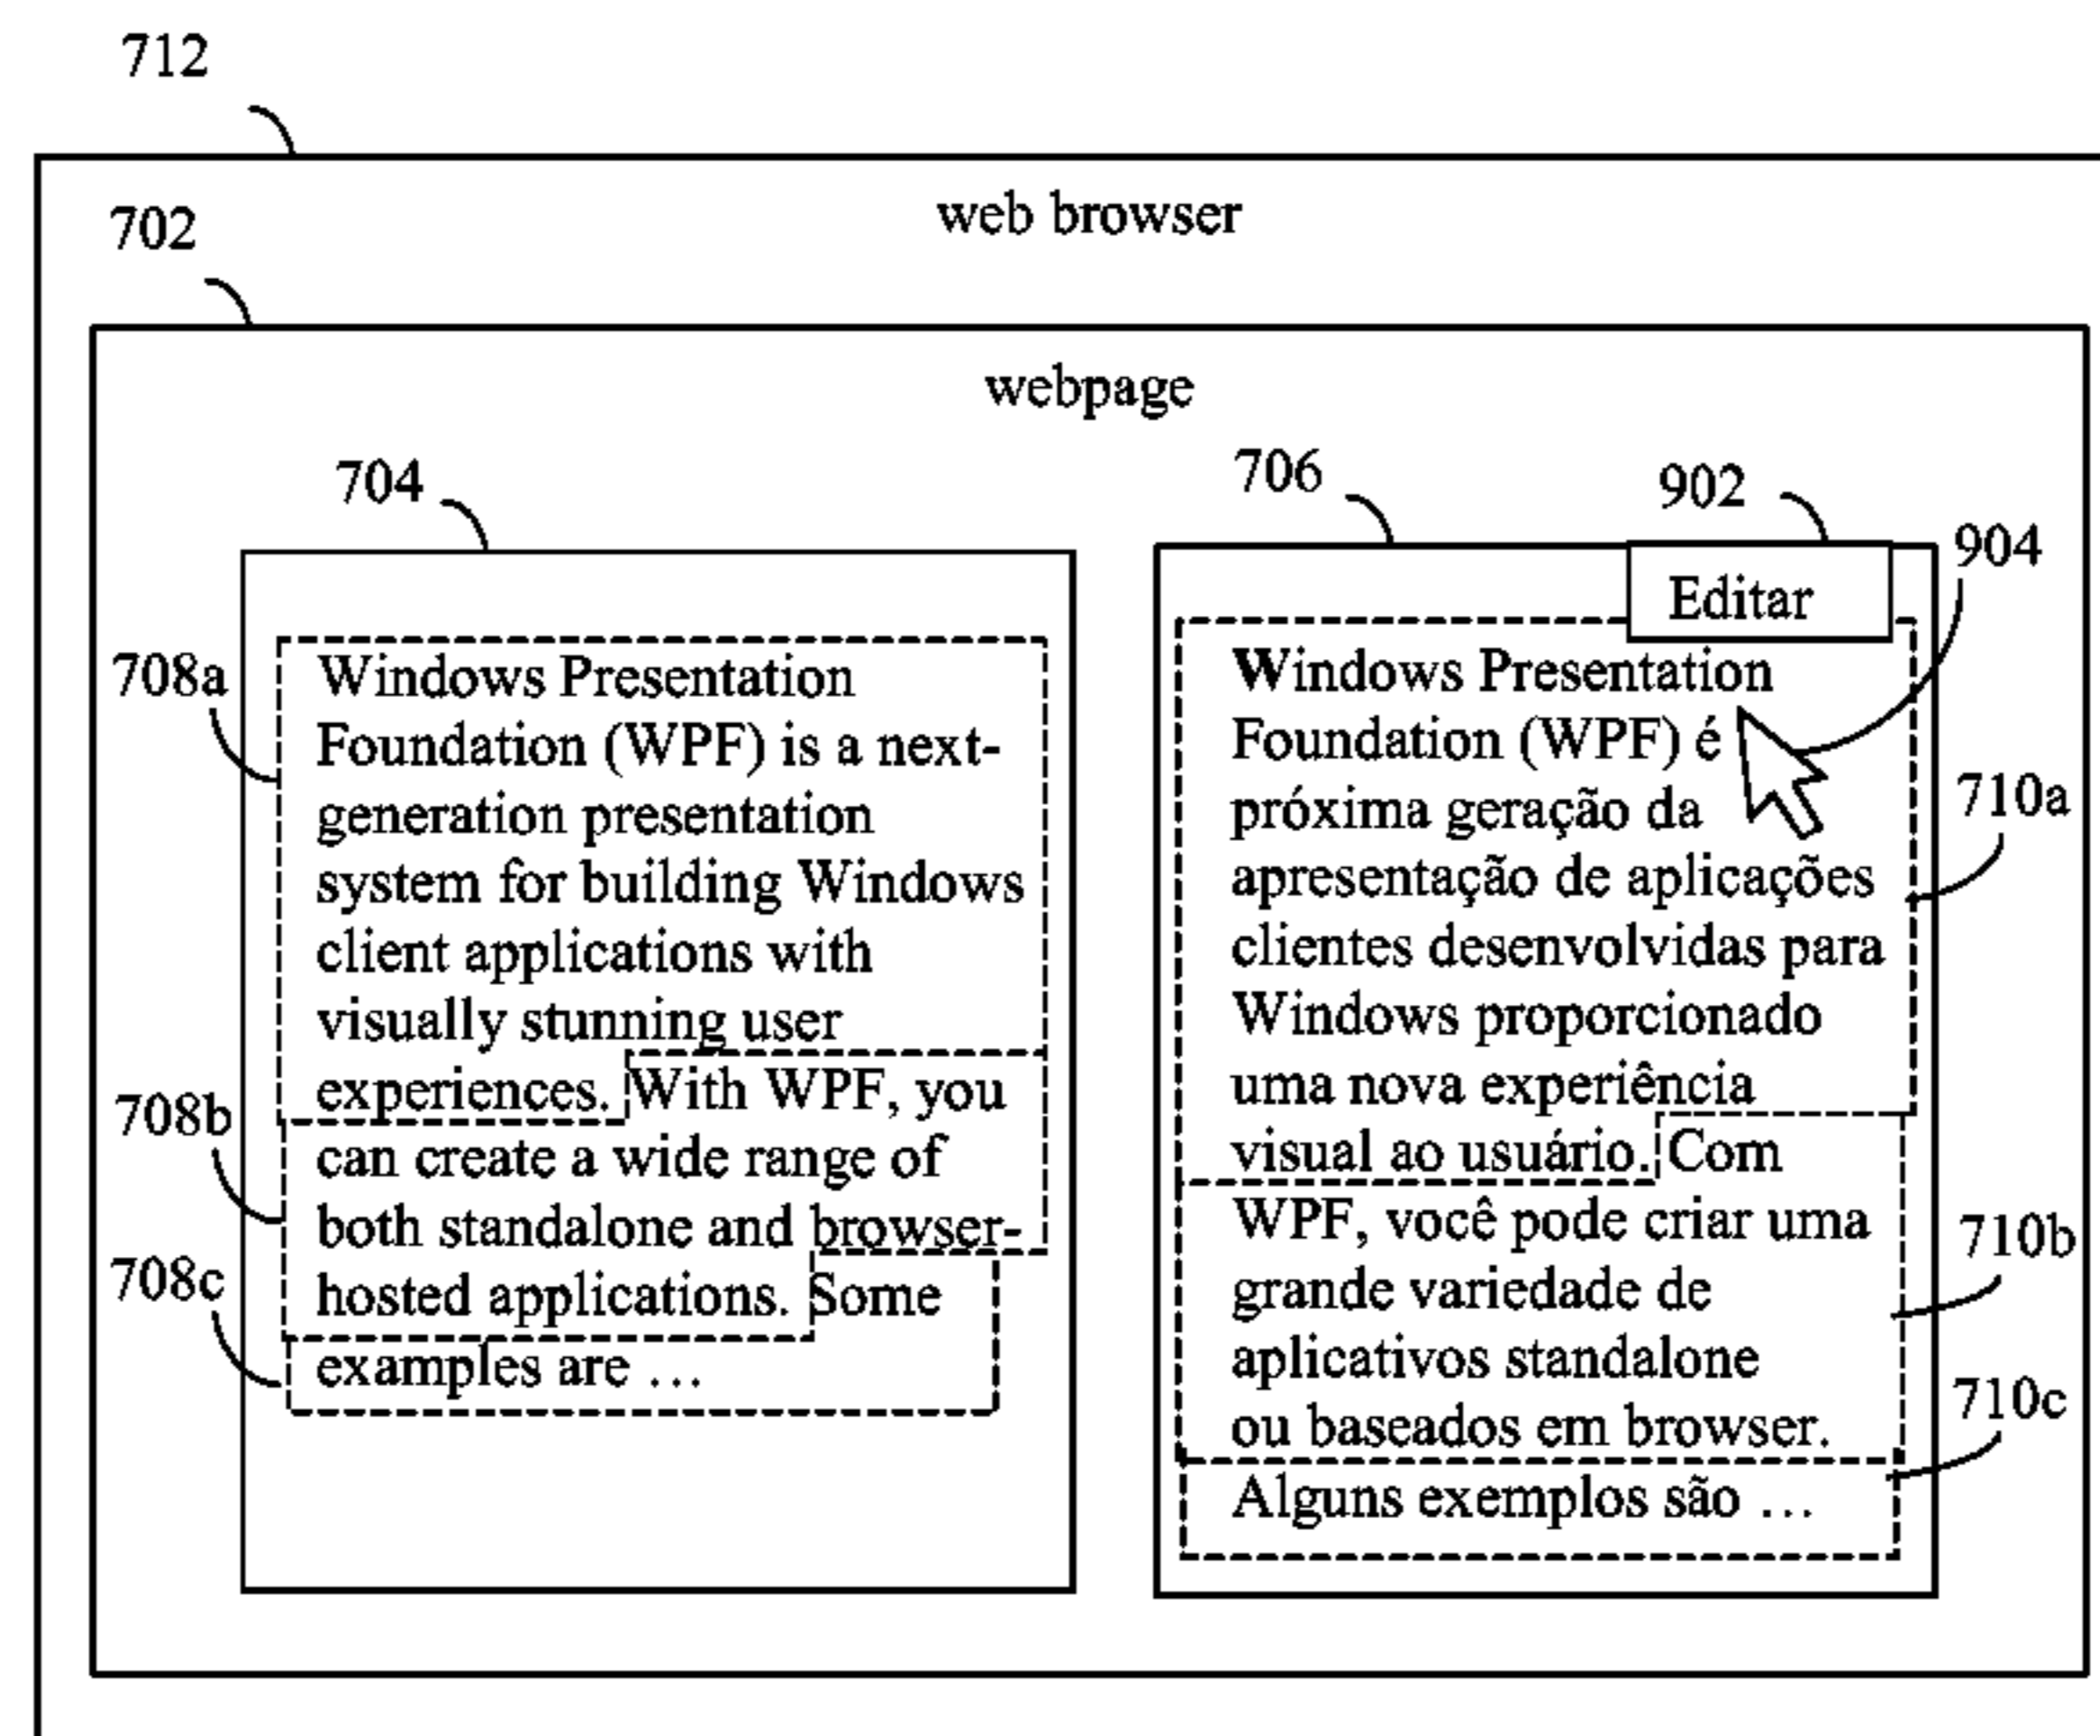 712
702
web browser
webpage
704
706
902
904
Editar
708a
Windows Presentation
Foundation (WPF) is a next-
generation presentation
system for building Windows
client applications with
visually stunning user
experiences. With WPF, you
can create a wide range of
both standalone and browser-
hosted applications. Some
examples are …
708b
708c
Windows Presentation
Foundation (WPF) é
próxima geração da
apresentação de aplicações
clientes desenvolvidas para
Windows proporcionado
uma nova experiência
visual ao usuário. Com
WPF, você pode criar uma
grande variedade de
aplicativos standalone
ou baseados em browser.
Alguns exemplos são …
710a
710b
710c